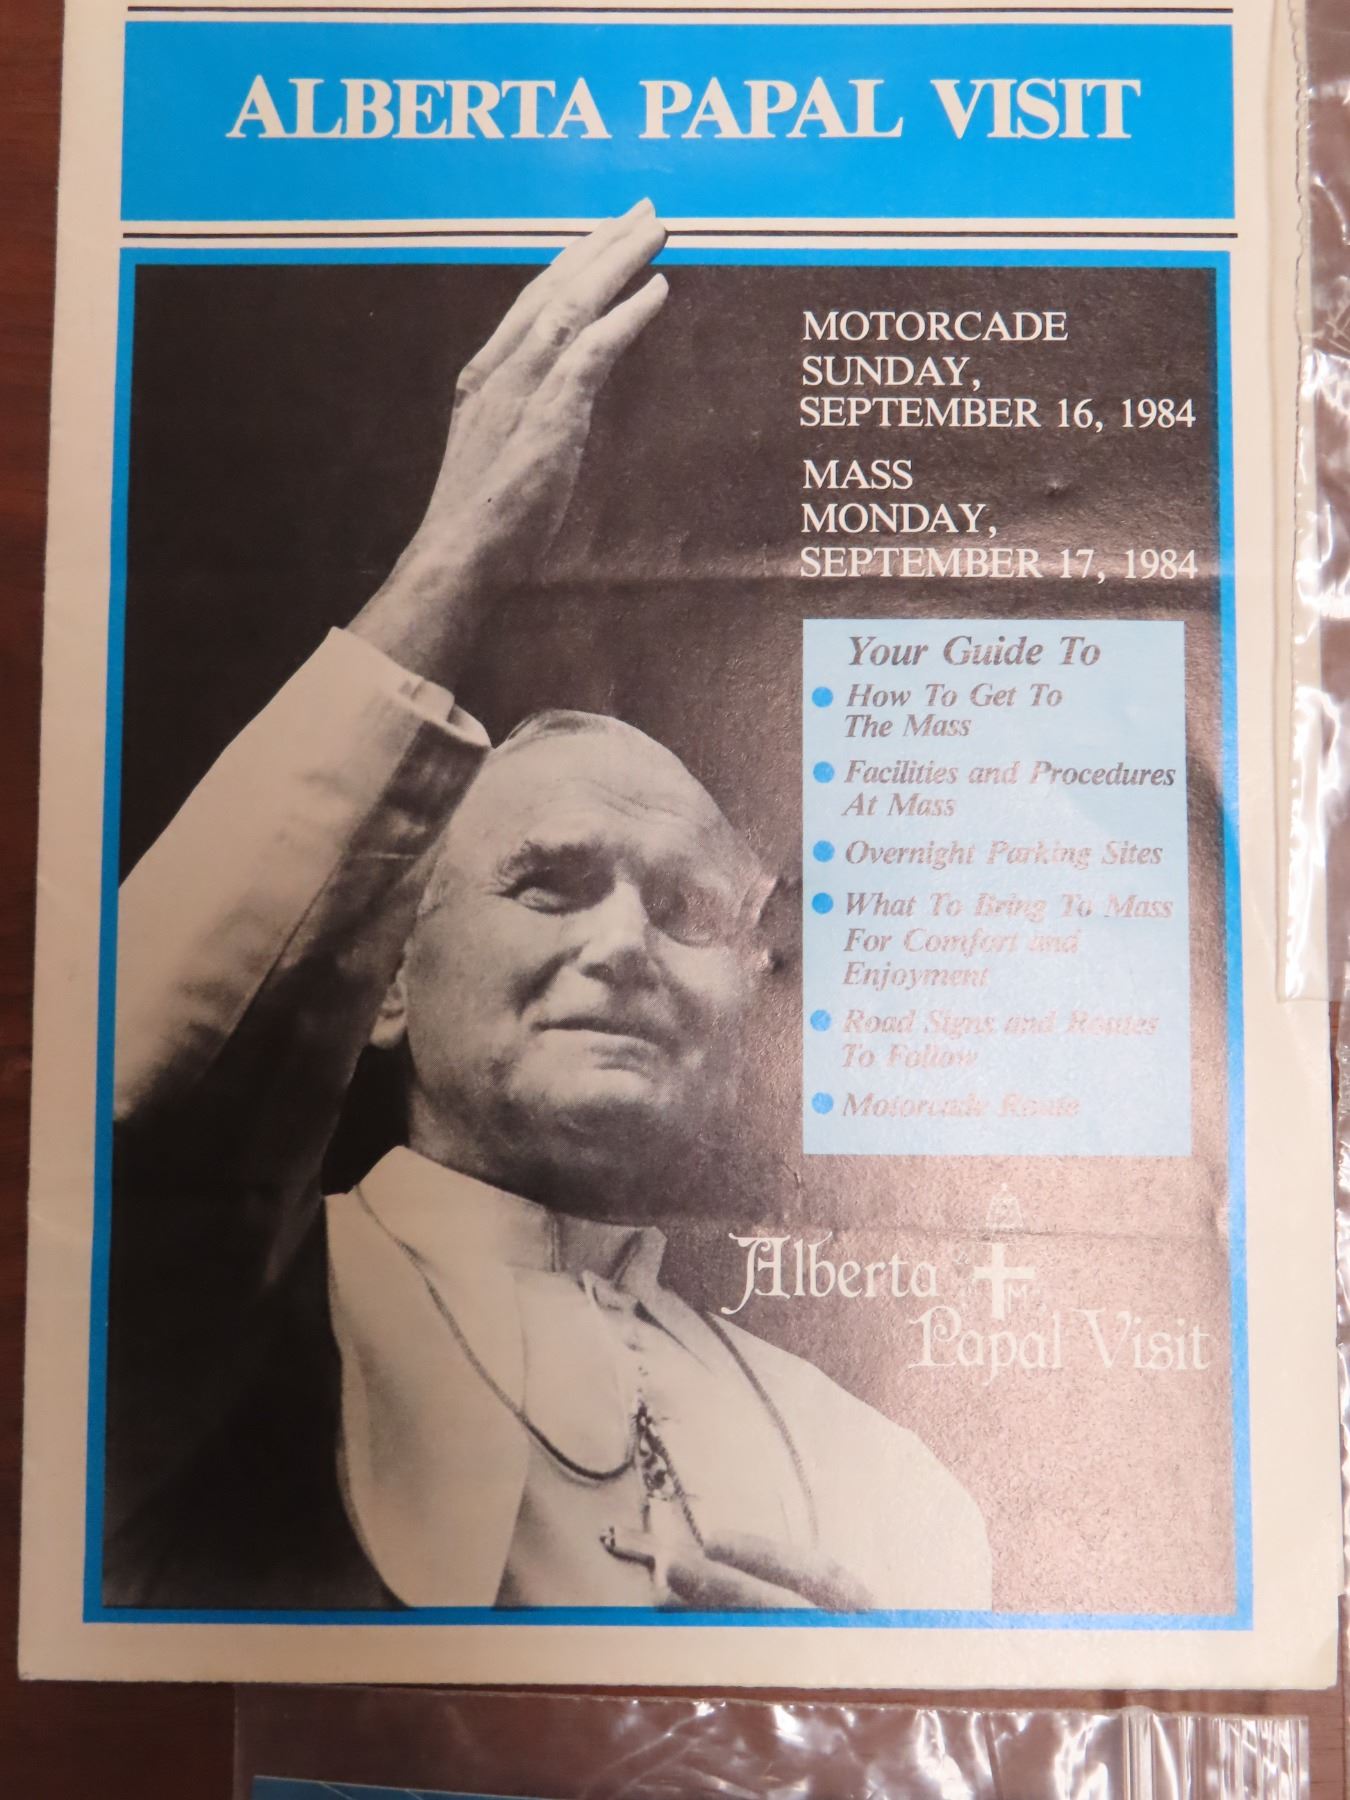 ALBERTA PAPAL VISIT
MOTORCADE
SUNDAY,
SEPTEMBER 16, 1984
MASS
MONDAY,
SEPTEMBER 17, 1984
Your Guide To
How To Get To
The Mass
Facilities and Procedures
At Mass
Overnight Parking Sites
What To Bring To Mass
For Comfort and
Enjoyment
Road Signs and Routes
To Follow
Motorcade Route
Alberta
Papal Visit